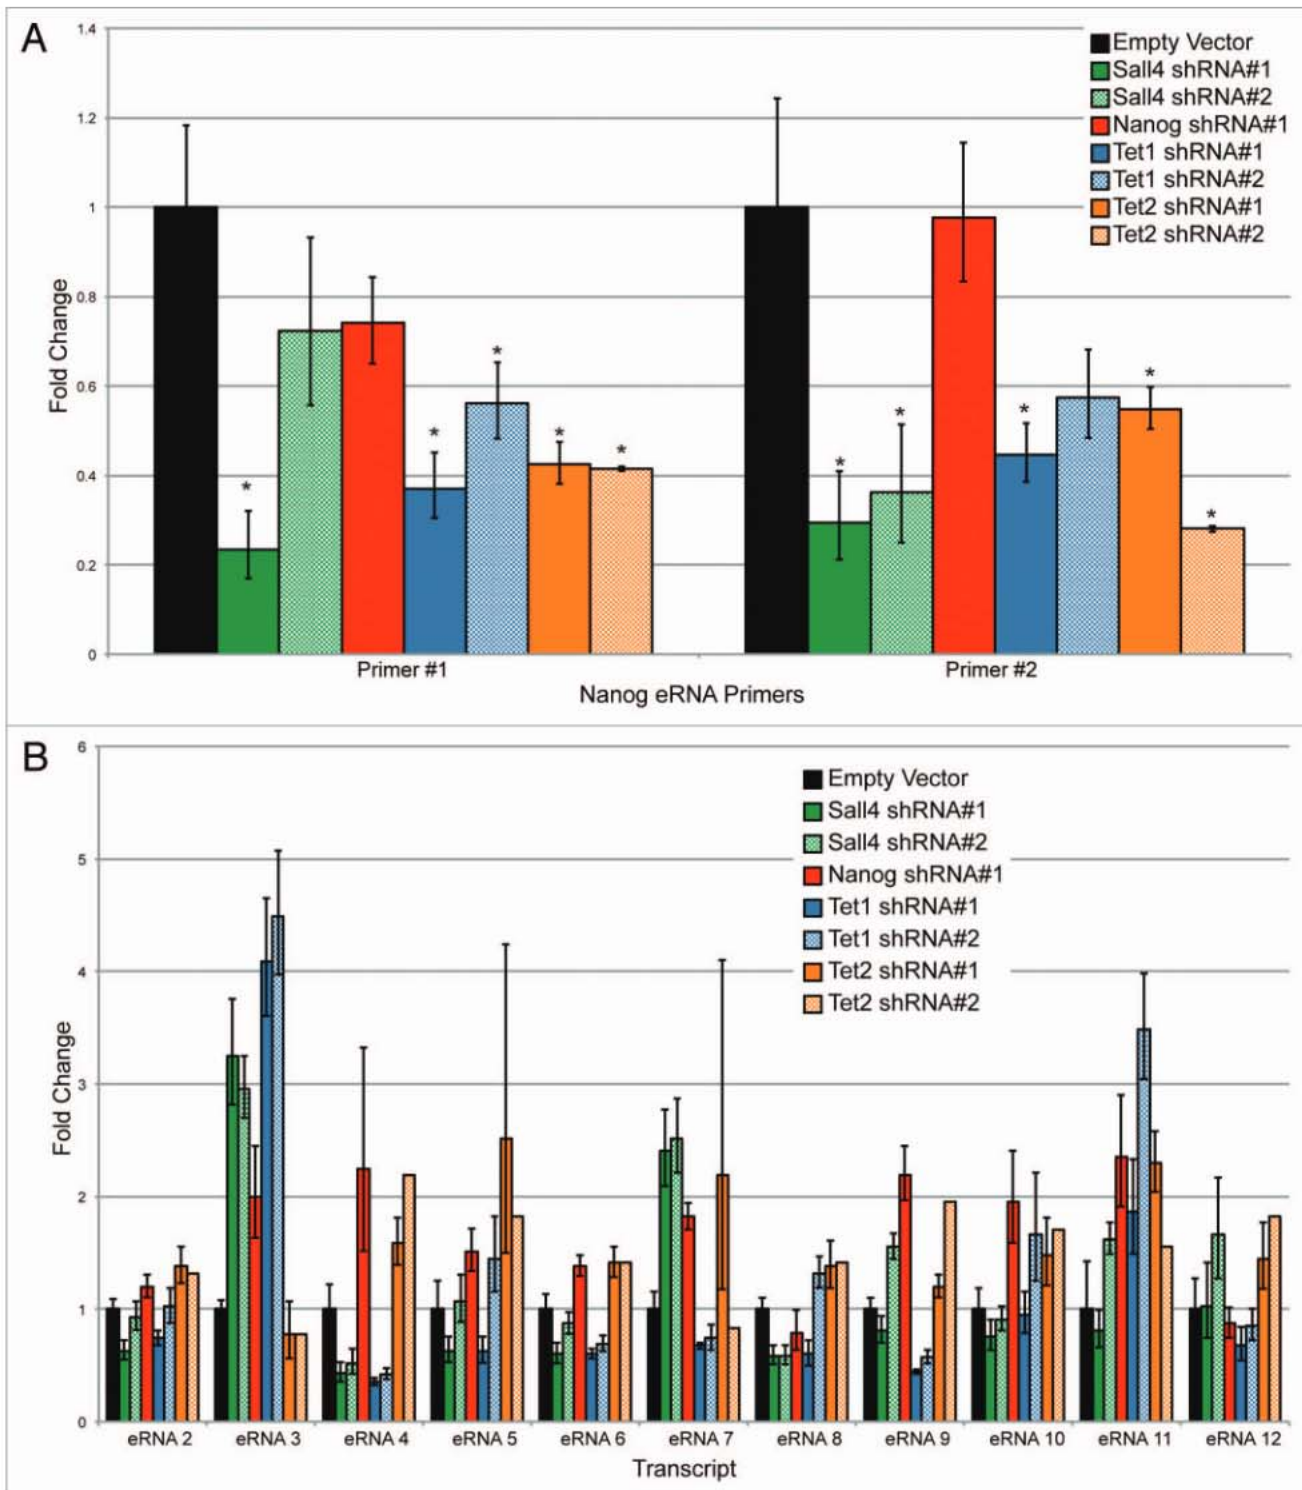 A
1.4
1.2
1
0.8
0.6
0.4
0.2
0
Fold Change
Empty Vector
Sall4 shRNA#1
Sall4 shRNA#2
Nanog shRNA#1
Tet1 shRNA#1
Tet1 shRNA#2
Tet2 shRNA#1
Tet2 shRNA#2
* * * * *
* * * * *
Primer #1 Primer #2
Nanog eRNA Primers
B
6
5
4
3
2
1
0
Fold Change
Empty Vector
Sall4 shRNA#1
Sall4 shRNA#2
Nanog shRNA#1
Tet1 shRNA#1
Tet1 shRNA#2
Tet2 shRNA#1
Tet2 shRNA#2
eRNA 2 eRNA 3 eRNA 4 eRNA 5 eRNA 6 eRNA 7 eRNA 8 eRNA 9 eRNA 10 eRNA 11 eRNA 12
Transcript